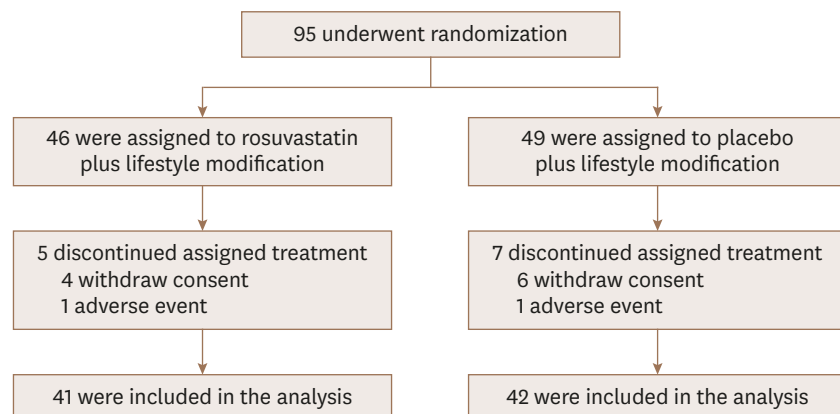 95 underwent randomization
46 were assigned to rosuvastatin
plus lifestyle modification
49 were assigned to placebo
plus lifestyle modification
5 discontinued assigned treatment
4 withdraw consent
1 adverse event
7 discontinued assigned treatment
6 withdraw consent
1 adverse event
41 were included in the analysis
42 were included in the analysis